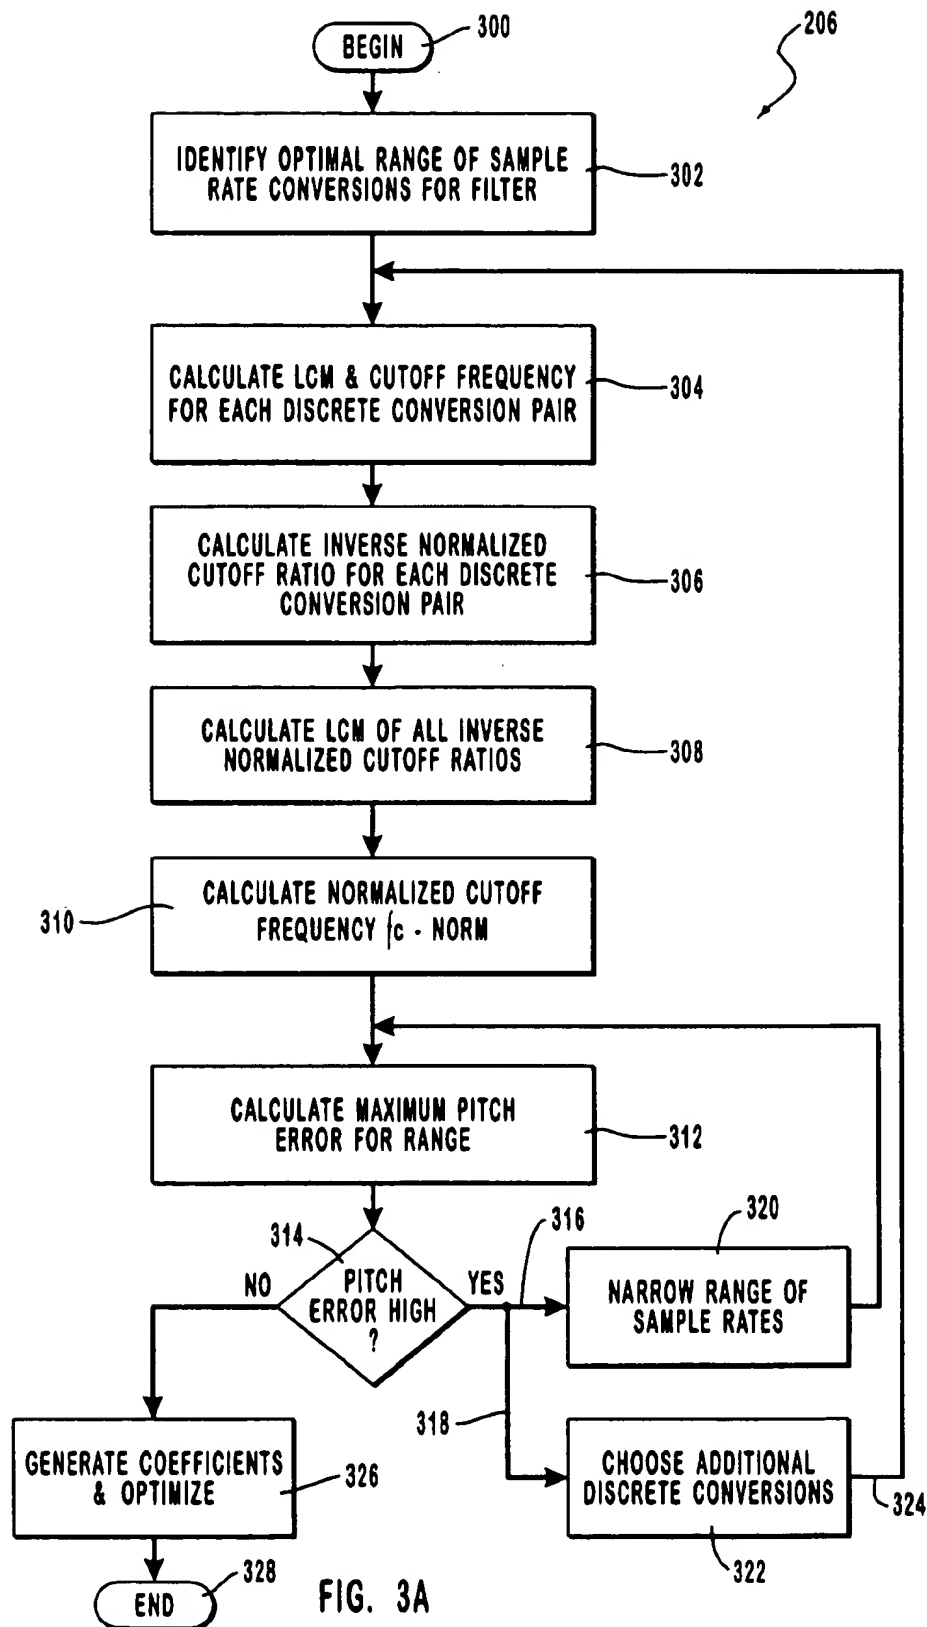 BEGIN
300
206
IDENTIFY OPTIMAL RANGE OF SAMPLE
RATE CONVERSIONS FOR FILTER
302
CALCULATE LCM & CUTOFF FREQUENCY
FOR EACH DISCRETE CONVERSION PAIR
304
CALCULATE INVERSE NORMALIZED
CUTOFF RATIO FOR EACH DISCRETE
CONVERSION PAIR
306
CALCULATE LCM OF ALL INVERSE
NORMALIZED CUTOFF RATIOS
308
310
CALCULATE NORMALIZED CUTOFF
FREQUENCY fc - NORM
CALCULATE MAXIMUM PITCH
ERROR FOR RANGE
312
314
NO
PITCH
ERROR HIGH
?
YES
316
320
NARROW RANGE OF
SAMPLE RATES
318
CHOOSE ADDITIONAL
DISCRETE CONVERSIONS
324
322
GENERATE COEFFICIENTS
& OPTIMIZE
326
END
328
FIG. 3A